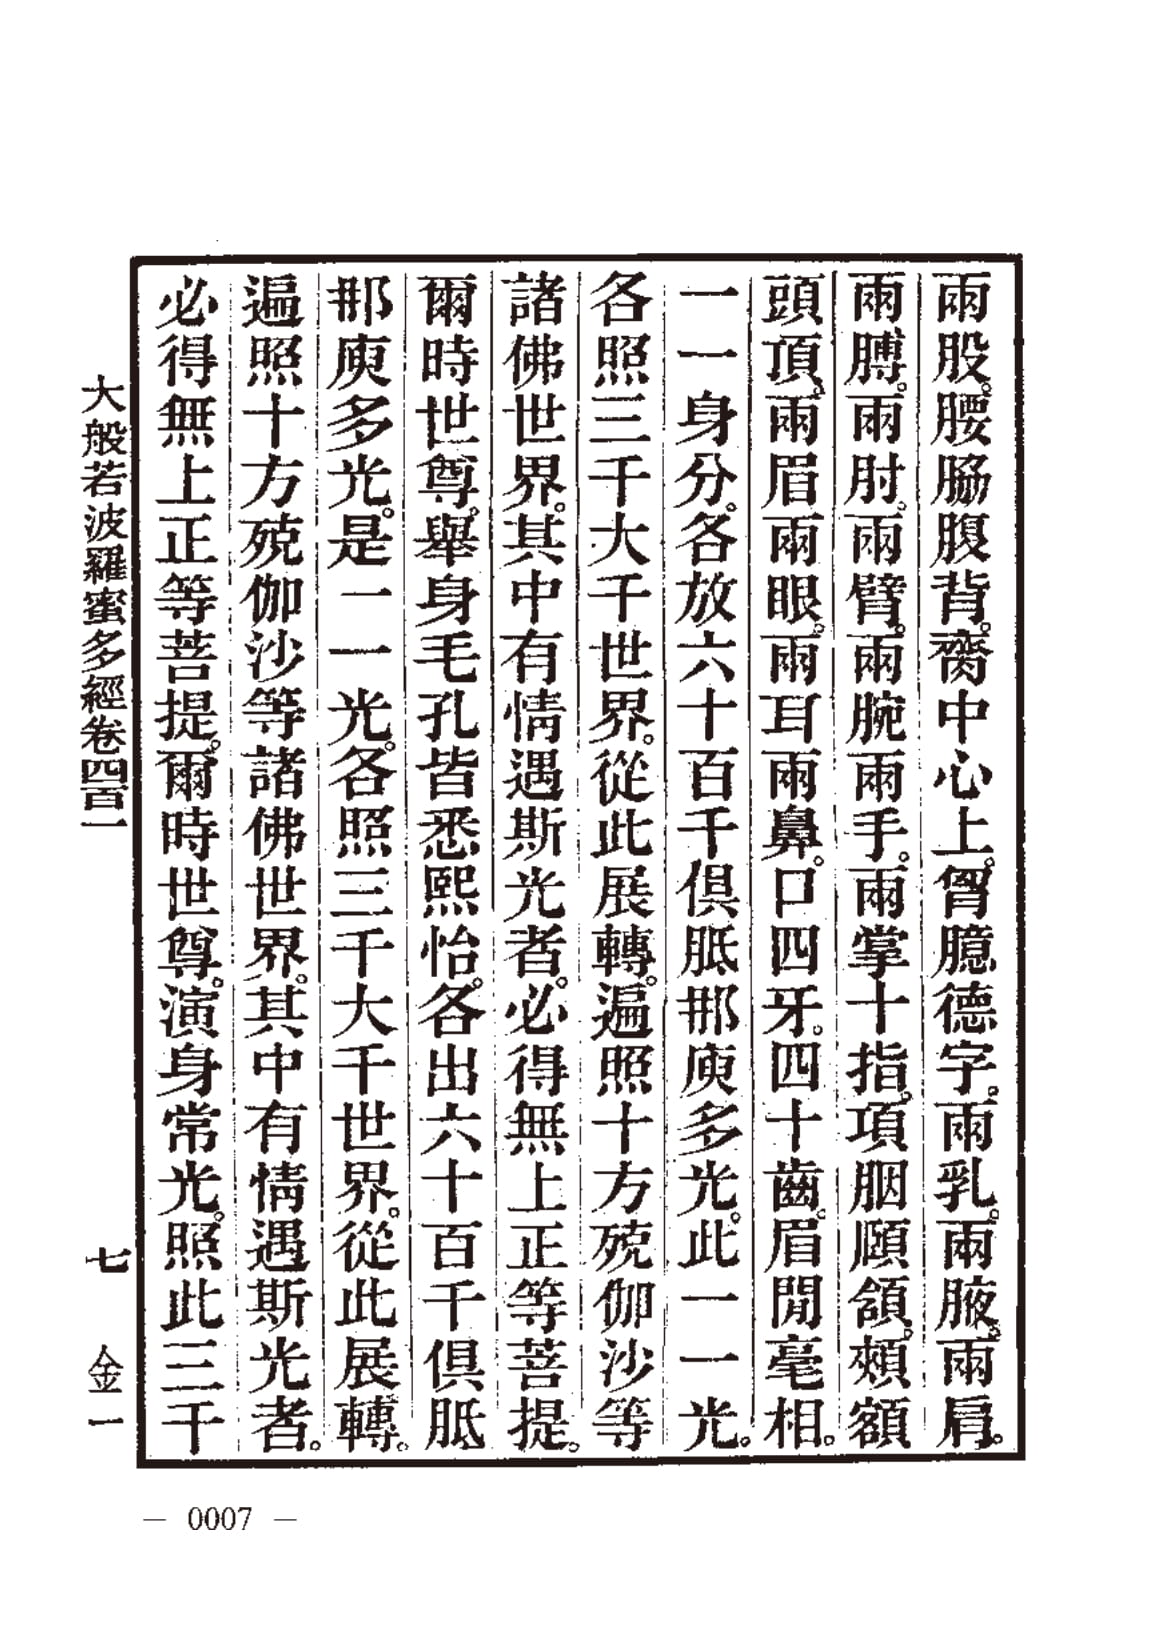 兩股。腰脇腹背。臍中心上。胷臆德字。兩乳。兩腋。兩肩。
兩膊。兩肘。兩臂。兩腕兩手。兩掌十指。項胭頤頷。頰額
頭頂。兩眉兩眼。兩耳兩鼻。口四牙。四十齒。眉閒毫相。
一一身分。各放六十百千俱胝那庾多光。此一一光。
各照三千大千世界。從此展轉。遍照十方殑伽沙等
諸佛世界。其中有情遇斯光者。必得無上正等菩提。
爾時世尊。舉身毛孔皆悉熙怡。各出六十百千俱胝
那庾多光。是一一光。各照三千大千世界。從此展轉。
遍照十方殑伽沙等諸佛世界。其中有情遇斯光者。
必得無上正等菩提。爾時世尊。演身常光。照此三千
大般若波羅蜜多經卷四百一 七 金一
— 0007 —